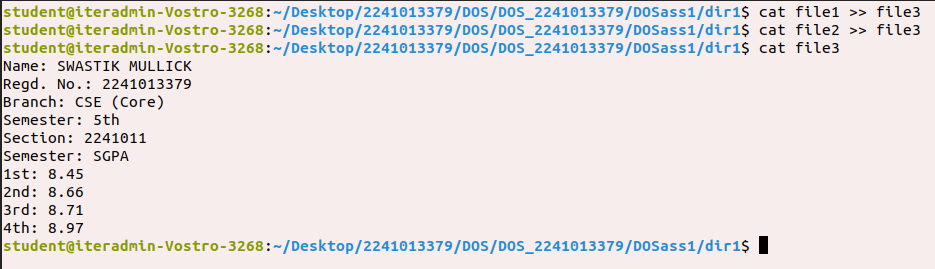 student@iteradmin-Vostro-3268:~/Desktop/2241013379/DOS/DOS_2241013379/DOSass1/dir1$ cat file1 >> file3
student@iteradmin-Vostro-3268:~/Desktop/2241013379/DOS/DOS_2241013379/DOSass1/dir1$ cat file2 >> file3
student@iteradmin-Vostro-3268:~/Desktop/2241013379/DOS/DOS_2241013379/DOSass1/dir1$ cat file3
Name: SWASTIK MULLICK
Regd. No.: 2241013379
Branch: CSE (Core)
Semester: 5th
Section: 2241011
Semester: SGPA
1st: 8.45
2nd: 8.66
3rd: 8.71
4th: 8.97
student@iteradmin-Vostro-3268:~/Desktop/2241013379/DOS/DOS_2241013379/DOSass1/dir1$